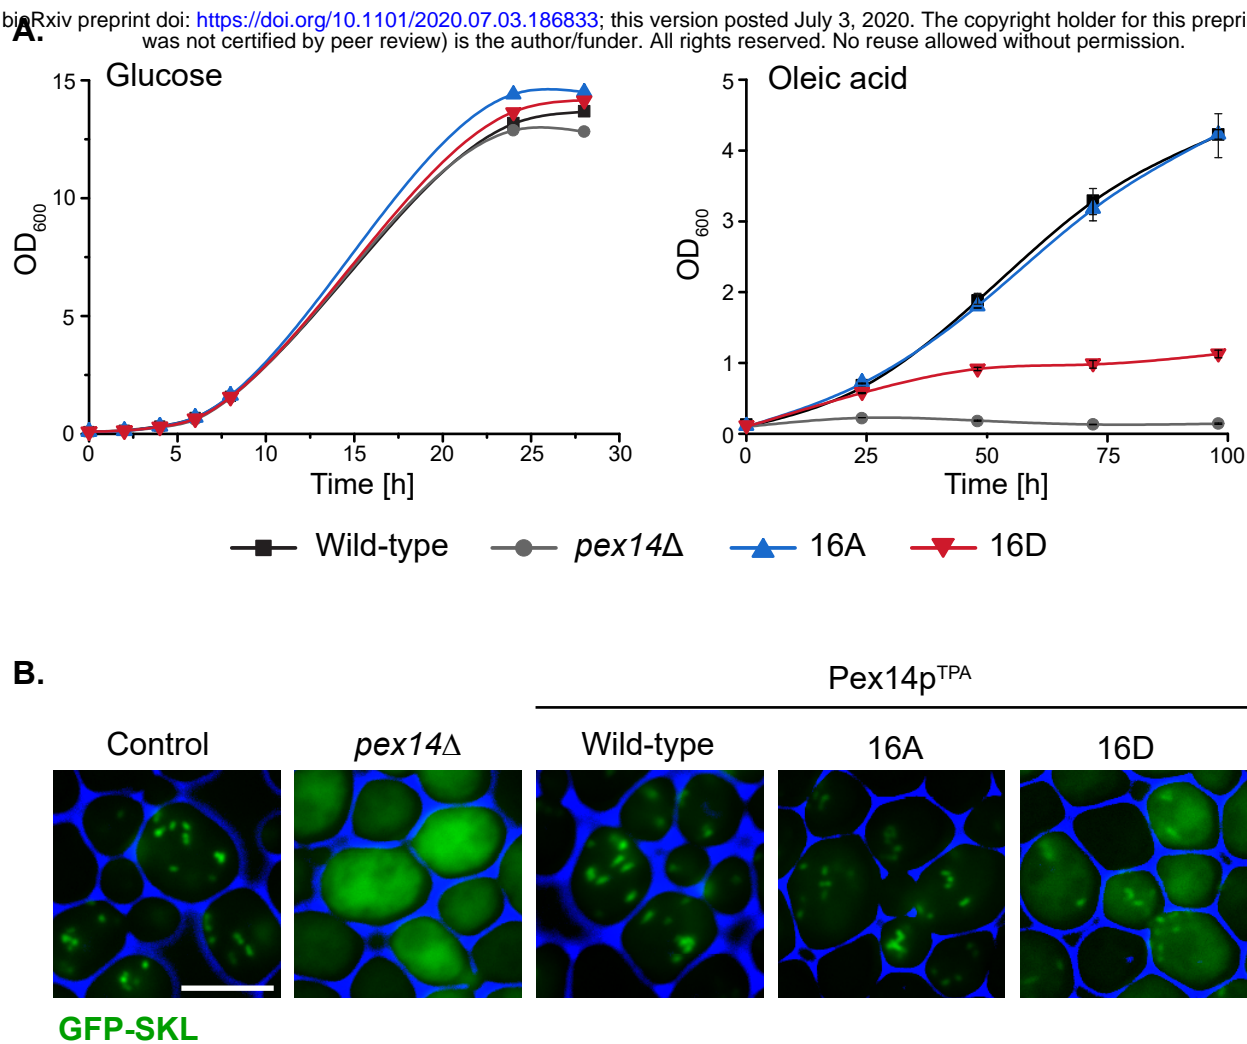 bioRxiv preprint doi: https://doi.org/10.1101/2020.07.03.186833; this version posted July 3, 2020. The copyright holder for this prepri
was not certified by peer review) is the author/funder. All rights reserved. No reuse allowed without permission.
A.
Glucose
OD600
15
10
5
0
0 5 10 15 20 25 30
Time [h]
Oleic acid
OD600
5
4
3
2
1
0
0 25 50 75 100
Time [h]
Wild-type pex14Δ 16A 16D
B.
Pex14pTPA
Control pex14Δ Wild-type 16A 16D
GFP-SKL